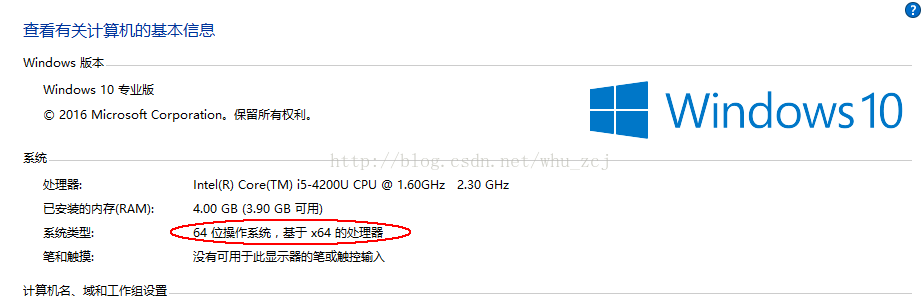 ?
查看有关计算机的基本信息
Windows 版本
Windows 10 专业版
© 2016 Microsoft Corporation。保留所有权利。
Windows 10
系统
http://blog.csdn.net/whu_zcj
处理器: Intel(R) Core(TM) i5-4200U CPU @ 1.60GHz 2.30 GHz
已安装的内存(RAM): 4.00 GB (3.90 GB 可用)
系统类型: 64 位操作系统，基于 x64 的处理器
笔和触摸: 没有可用于此显示器的笔或触控输入
计算机名、域和工作组设置